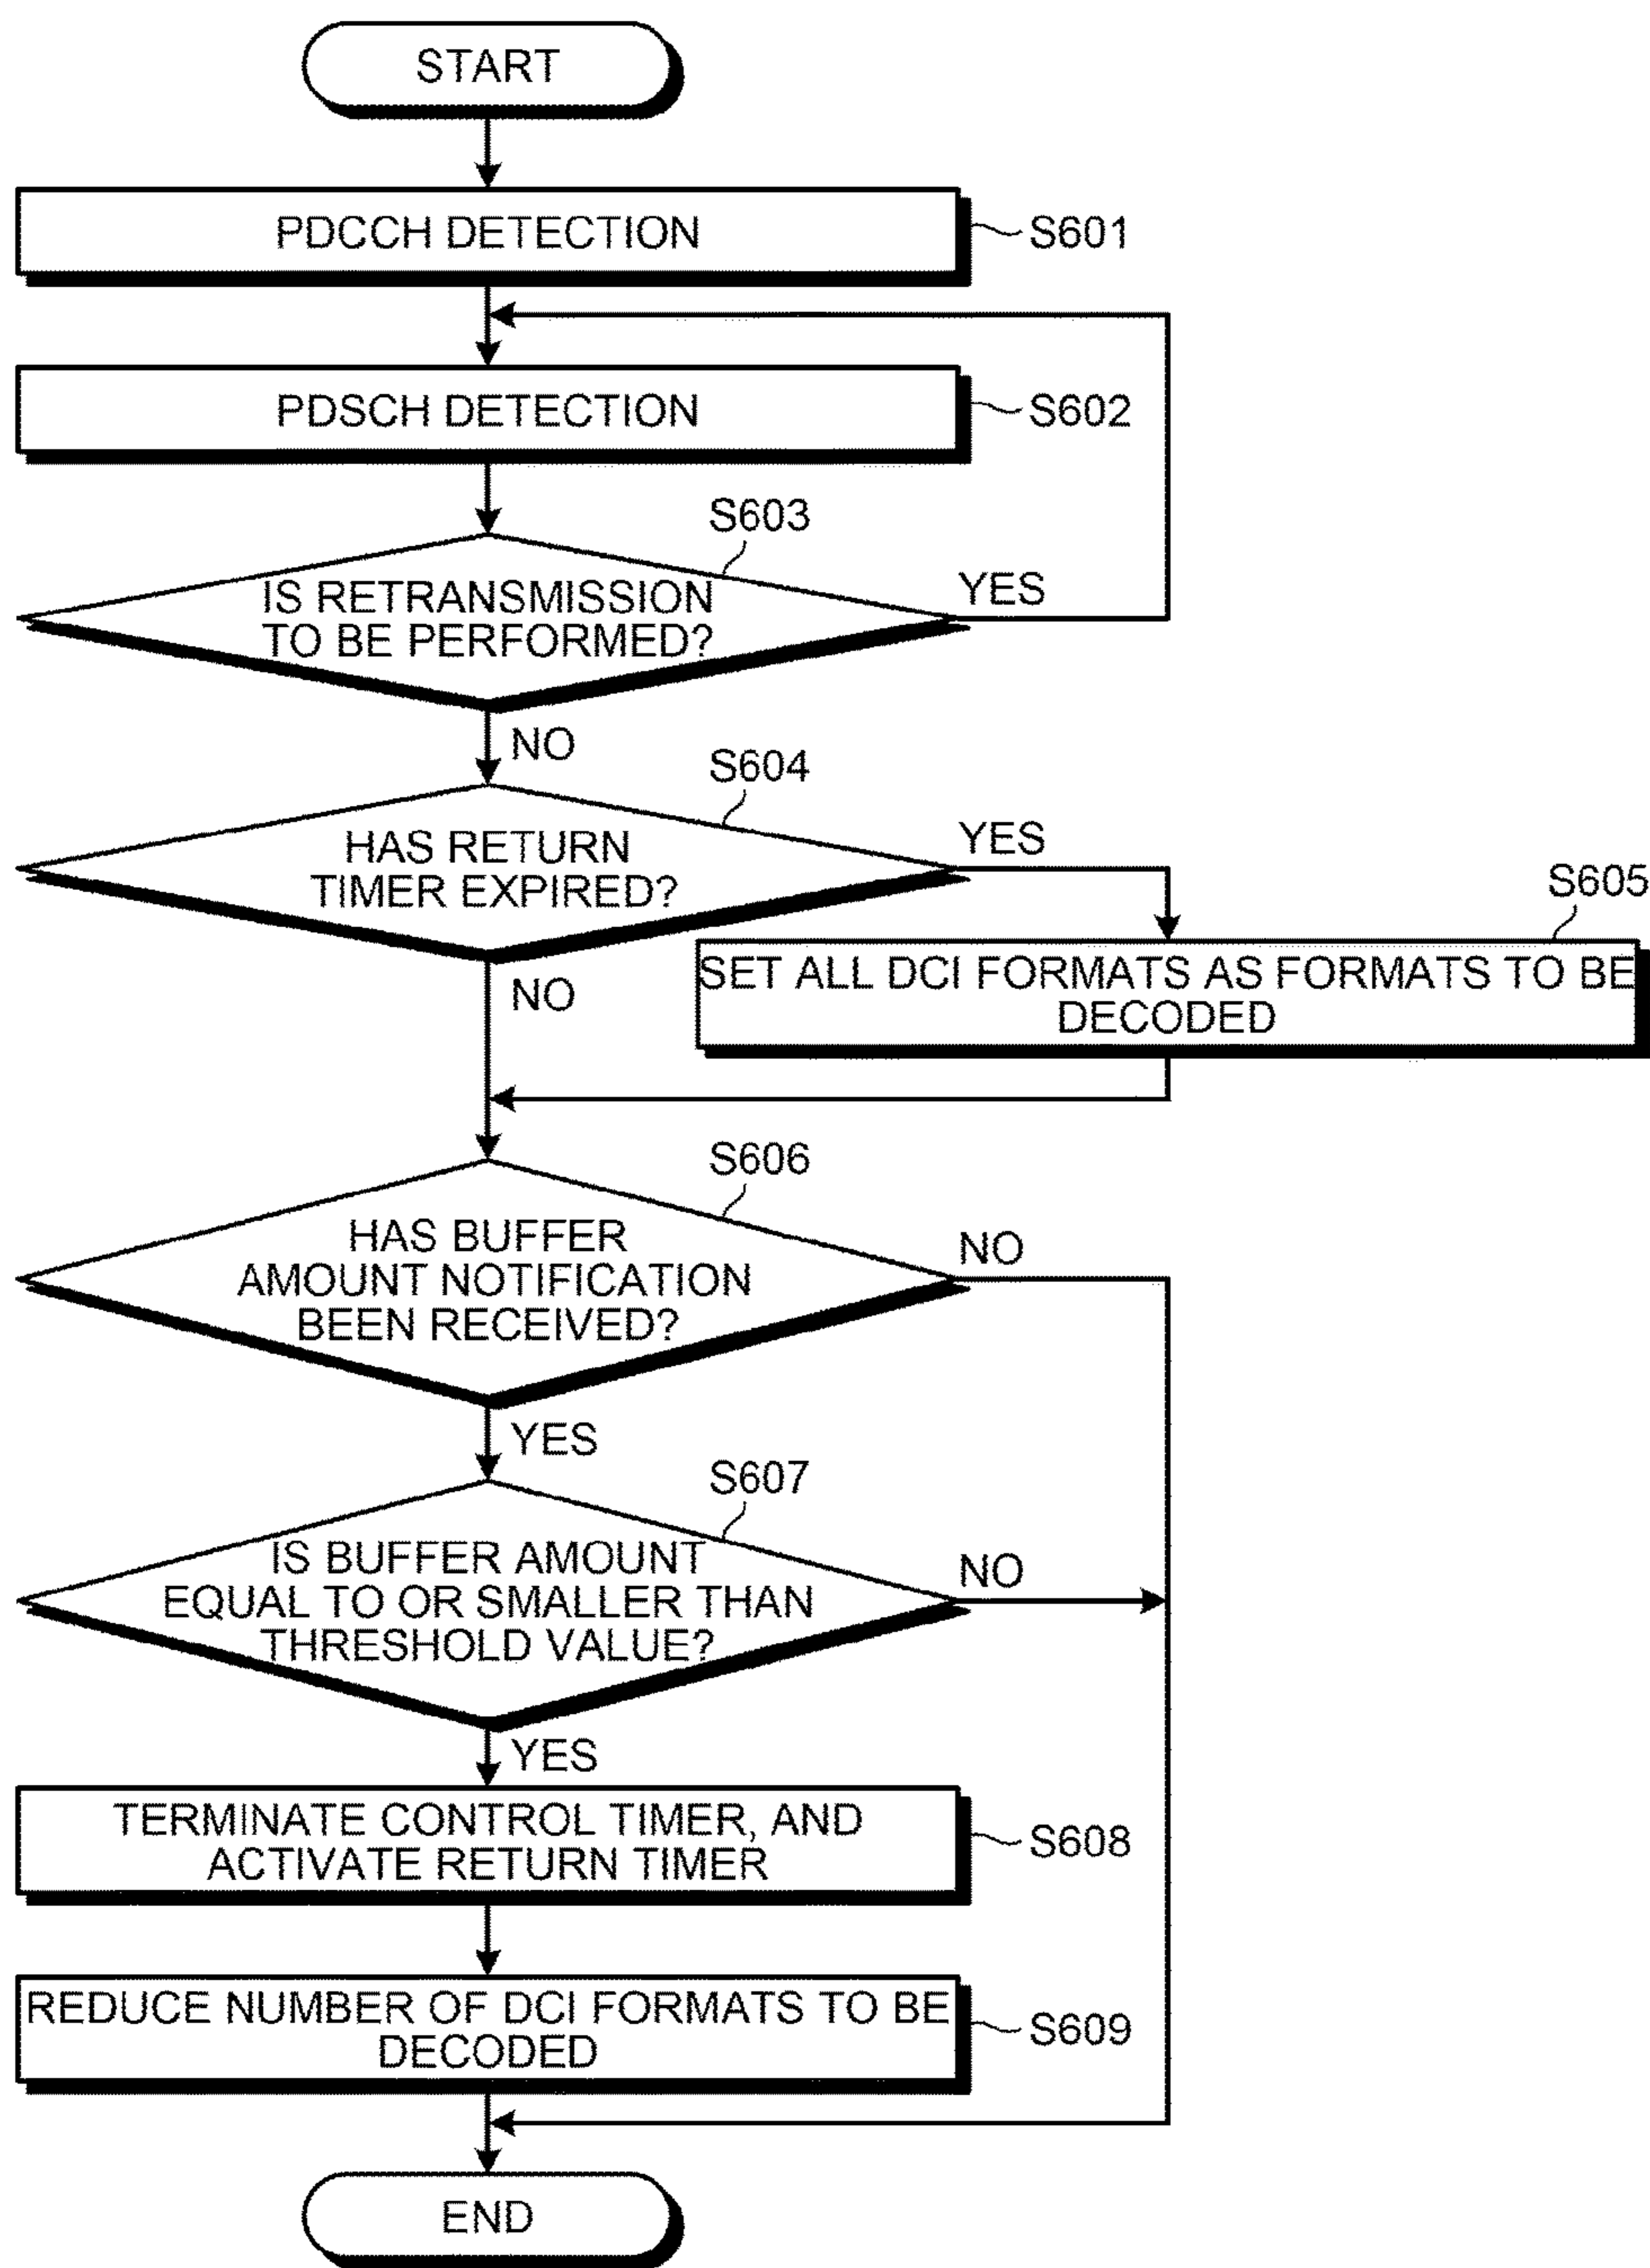 START
PDCCH DETECTION
S601
PDSCH DETECTION
S602
S603
IS RETRANSMISSION
TO BE PERFORMED?
YES
NO
S604
HAS RETURN
TIMER EXPIRED?
YES
NO
S605
SET ALL DCI FORMATS AS FORMATS TO BE
DECODED
S606
HAS BUFFER
AMOUNT NOTIFICATION
BEEN RECEIVED?
NO
YES
S607
IS BUFFER AMOUNT
EQUAL TO OR SMALLER THAN
THRESHOLD VALUE?
NO
YES
TERMINATE CONTROL TIMER, AND
ACTIVATE RETURN TIMER
S608
REDUCE NUMBER OF DCI FORMATS TO BE
DECODED
S609
END